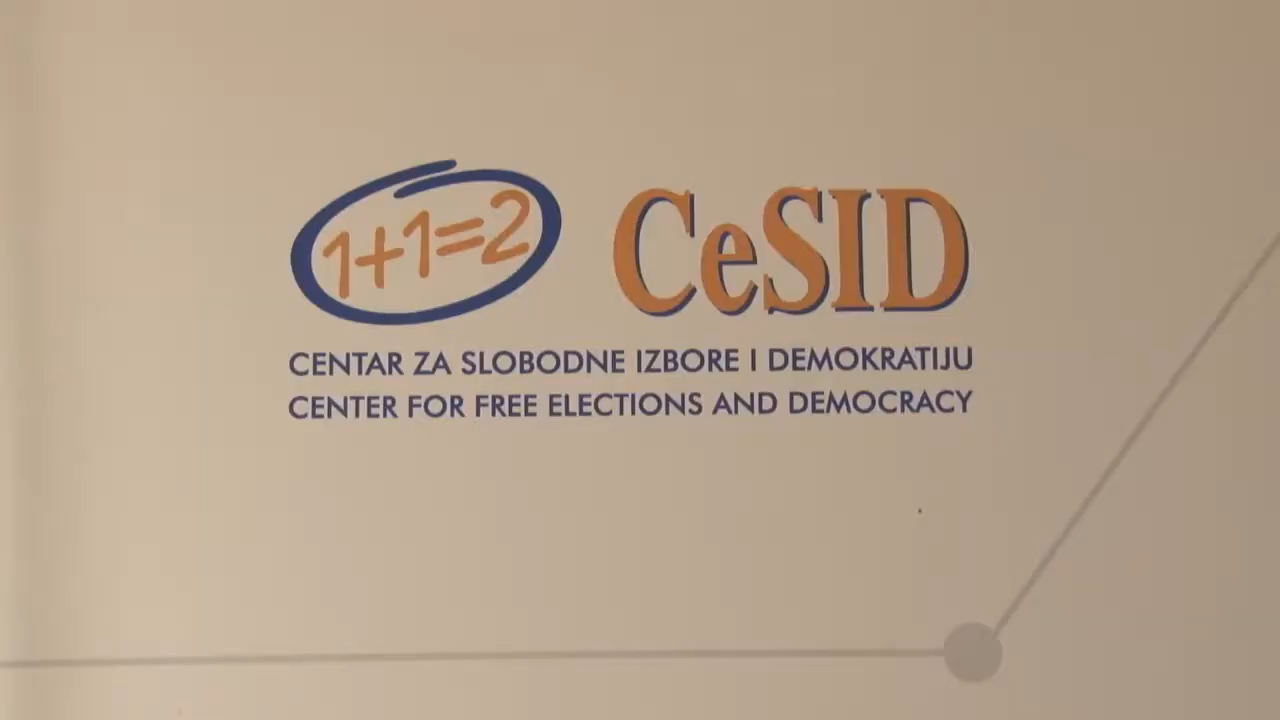 1+1=2 CeSID
CENTAR ZA SLOBODNE IZBORE I DEMOKRATIJU
CENTER FOR FREE ELECTIONS AND DEMOCRACY